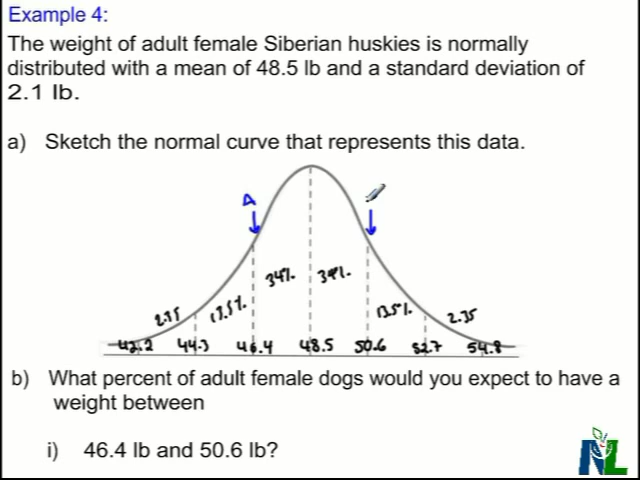 Example 4:
The weight of adult female Siberian huskies is normally
distributed with a mean of 48.5 lb and a standard deviation of
2.1 lb.
a) Sketch the normal curve that represents this data.
A
34%. 34%.
2.35 13.5%. 13.5%. 2.35
42.2 44.3 46.4 48.5 50.6 52.7 54.8
b) What percent of adult female dogs would you expect to have a
weight between
i) 46.4 lb and 50.6 lb?
NL